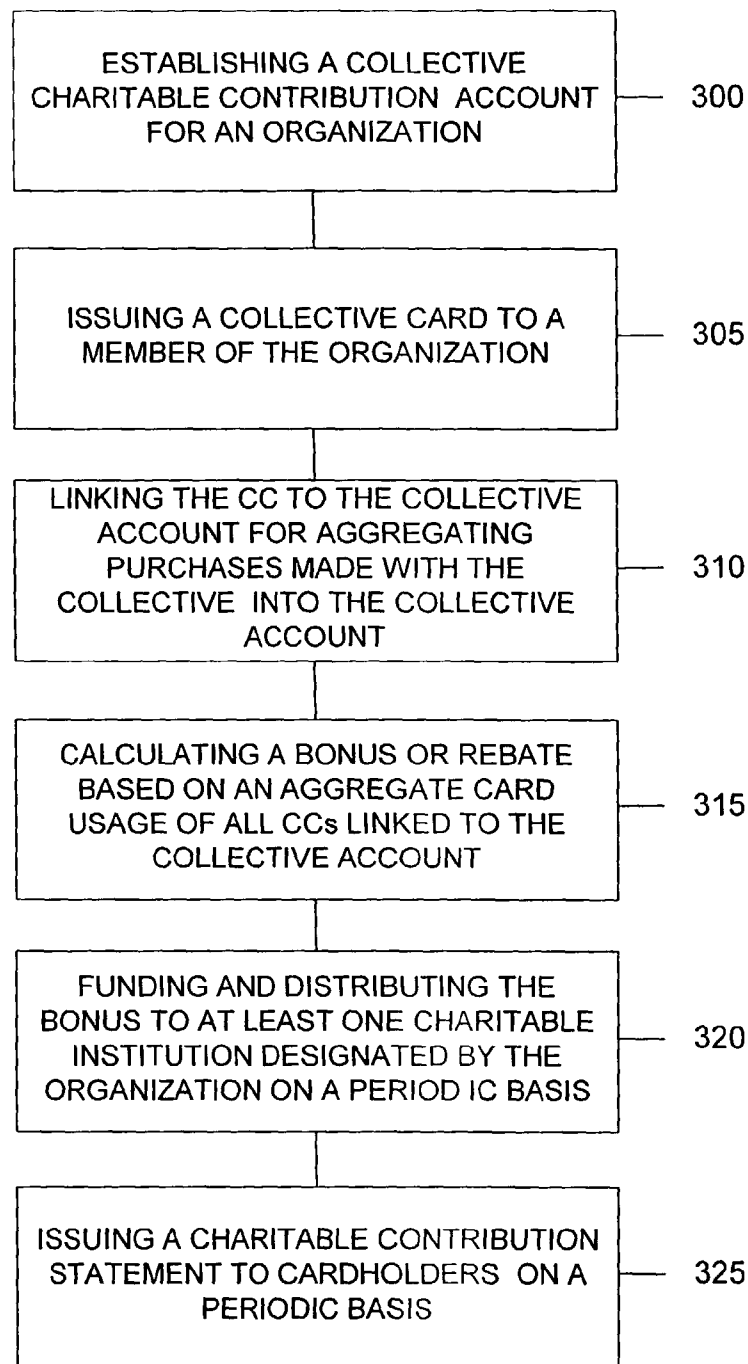 ESTABLISHING A COLLECTIVE
CHARITABLE CONTRIBUTION ACCOUNT
FOR AN ORGANIZATION
300
ISSUING A COLLECTIVE CARD TO A
MEMBER OF THE ORGANIZATION
305
LINKING THE CC TO THE COLLECTIVE
ACCOUNT FOR AGGREGATING
PURCHASES MADE WITH THE
COLLECTIVE INTO THE COLLECTIVE
ACCOUNT
310
CALCULATING A BONUS OR REBATE
BASED ON AN AGGREGATE CARD
USAGE OF ALL CCs LINKED TO THE
COLLECTIVE ACCOUNT
315
FUNDING AND DISTRIBUTING THE
BONUS TO AT LEAST ONE CHARITABLE
INSTITUTION DESIGNATED BY THE
ORGANIZATION ON A PERIOD IC BASIS
320
ISSUING A CHARITABLE CONTRIBUTION
STATEMENT TO CARDHOLDERS ON A
PERIODIC BASIS
325